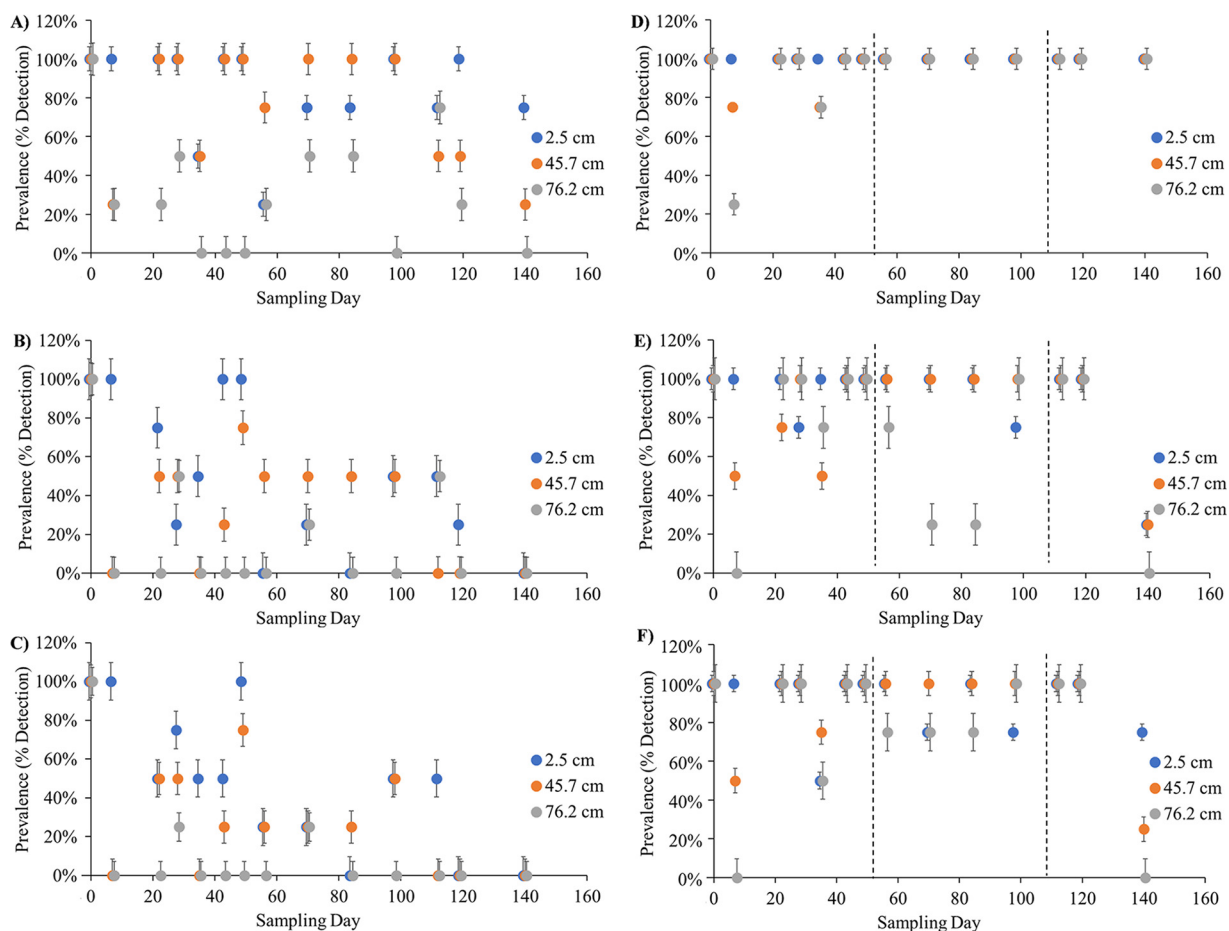 A)
Prevalence (% Detection)
120%
100%
80%
60%
40%
20%
0%
0 20 40 60 80 100 120 140 160
Sampling Day
2.5 cm
45.7 cm
76.2 cm
D)
Prevalence (% Detection)
120%
100%
80%
60%
40%
20%
0%
0 20 40 60 80 100 120 140 160
Sampling Day
2.5 cm
45.7 cm
76.2 cm
B)
Prevalence (% Detection)
120%
100%
80%
60%
40%
20%
0%
0 20 40 60 80 100 120 140 160
Sampling Day
2.5 cm
45.7 cm
76.2 cm
E)
Prevalence (% Detection)
120%
100%
80%
60%
40%
20%
0%
0 20 40 60 80 100 120 140 160
Sampling Day
2.5 cm
45.7 cm
76.2 cm
C)
Prevalence (% Detection)
120%
100%
80%
60%
40%
20%
0%
0 20 40 60 80 100 120 140 160
Sampling Day
2.5 cm
45.7 cm
76.2 cm
F)
Prevalence (% Detection)
120%
100%
80%
60%
40%
20%
0%
0 20 40 60 80 100 120 140 160
Sampling Day
2.5 cm
45.7 cm
76.2 cm